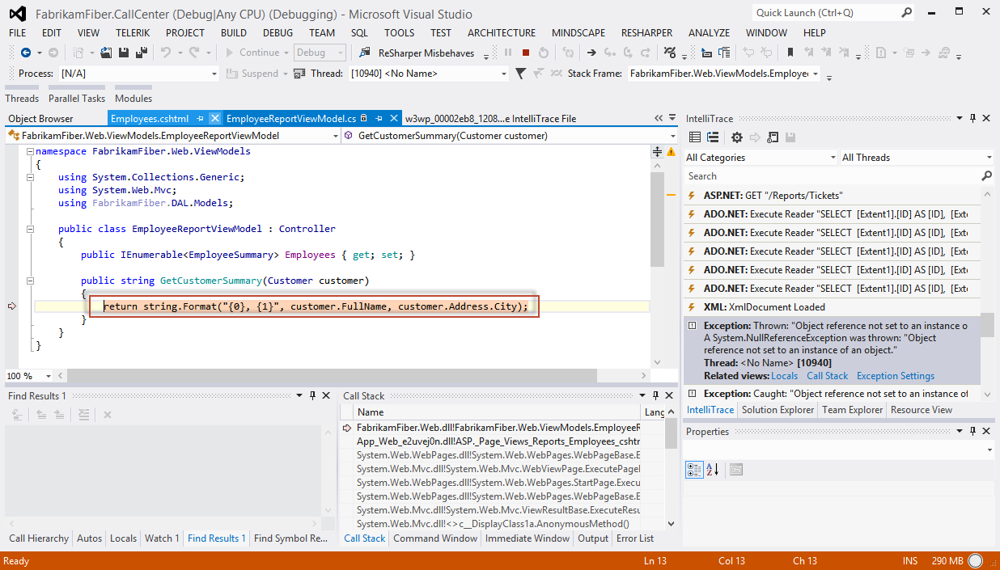 FabrikamFiber.CallCenter (Debug|Any CPU) (Debugging) - Microsoft Visual Studio
Quick Launch (Ctrl+Q)
FILE EDIT VIEW TELERIK PROJECT BUILD DEBUG TEAM SQL TOOLS TEST ARCHITECTURE MINDSCAPE RESHARPER ANALYZE WINDOW HELP
Continue Debug ReSharper Misbehaves
Process: [N/A] Suspend Thread: [10940] <No Name> Stack Frame: FabrikamFiber.Web.ViewModels.Employee
Threads Parallel Tasks Modules
Object Browser Employees.cshtml EmployeeReportViewModel.cs w3wp_00002eb8_1208...e IntelliTrace File
FabrikamFiber.Web.ViewModels.EmployeeReportViewModel GetCustomerSummary(Customer customer)
namespace FabrikamFiber.Web.ViewModels
{
using System.Collections.Generic;
using System.Web.Mvc;
using FabrikamFiber.DAL.Models;
public class EmployeeReportViewModel : Controller
{
public IEnumerable<EmployeeSummary> Employees { get; set; }
public string GetCustomerSummary(Customer customer)
{
return string.Format("{0}, {1}", customer.FullName, customer.Address.City);
}
}
}
100 %
IntelliTrace
All Categories All Threads
Search
ASP.NET: GET "/Reports/Tickets"
ADO.NET: Execute Reader "SELECT [Extent1].[ID] AS [ID], [Exte
ADO.NET: Execute Reader "SELECT [Extent1].[ID] AS [ID], [Exte
ADO.NET: Execute Reader "SELECT [Extent1].[ID] AS [ID], [Exte
ADO.NET: Execute Reader "SELECT [Extent1].[ID] AS [ID], [Exte
ADO.NET: Execute Reader "SELECT [Extent1].[ID] AS [ID], [Exte
XML: XmlDocument Loaded
Exception: Thrown: "Object reference not set to an instance o
A System.NullReferenceException was thrown: "Object
reference not set to an instance of an object."
Thread: <No Name> [10940]
Related views: Locals Call Stack Exception Settings
Exception: Caught: "Object reference not set to an instance of
IntelliTrace Solution Explorer Team Explorer Resource View
Find Results 1
Call Stack
Name Lang
FabrikamFiber.Web.dll!FabrikamFiber.Web.ViewModels.EmployeeR
App_Web_e2uvej0n.dll!ASP._Page_Views_Reports_Employees_cshtr
System.Web.WebPages.dll!System.Web.WebPages.WebPageBase.E
System.Web.Mvc.dll!System.Web.Mvc.WebViewPage.ExecutePageI
System.Web.WebPages.dll!System.Web.WebPages.StartPage.Execu
System.Web.WebPages.dll!System.Web.WebPages.WebPageBase.E
System.Web.Mvc.dll!System.Web.Mvc.ViewResultBase.ExecuteResu
System.Web.Mvc.dll!<>c__DisplayClass1a.AnonymousMethod()
Properties
Call Hierarchy Autos Locals Watch 1 Find Results 1 Find Symbol Re...
Call Stack Command Window Immediate Window Output Error List
Ready Ln 13 Col 13 Ch 13 INS 290 MB